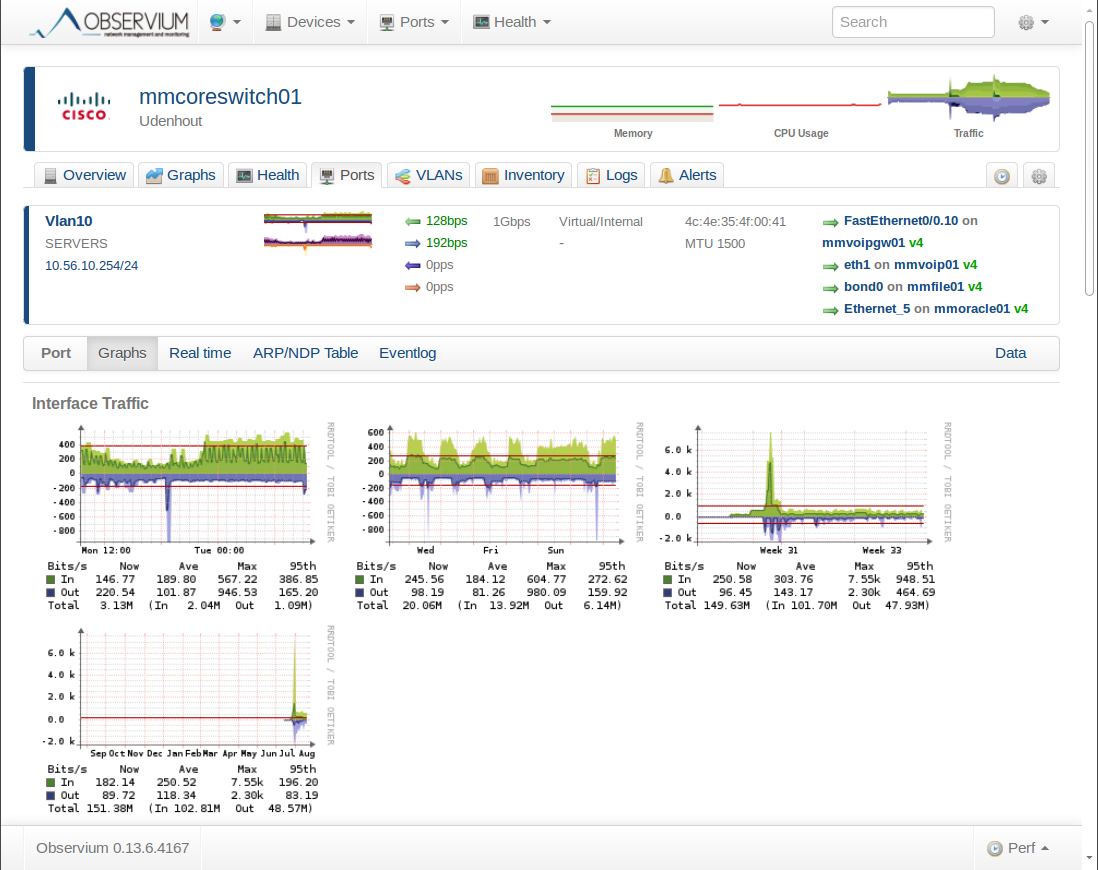 OBSERVIUM
network management and monitoring
Devices
Ports
Health
Search
CISCO
mmcoreswitch01
Udenhout
Memory
CPU Usage
Traffic
Overview
Graphs
Health
Ports
VLANs
Inventory
Logs
Alerts
Vlan10
SERVERS
10.56.10.254/24
128bps
192bps
0pps
0pps
1Gbps
Virtual/Internal
-
4c:4e:35:4f:00:41
MTU 1500
FastEthernet0/0.10 on
mmvoipgw01 v4
eth1 on mmvoip01 v4
bond0 on mmfile01 v4
Ethernet_5 on mmoracle01 v4
Port
Graphs
Real time
ARP/NDP Table
Eventlog
Data
Interface Traffic
400
200
0
-200
-400
-600
-800
Mon 12:00 Tue 00:00
RRDTOOL / TOBI OETIKER
Bits/s Now Ave Max 95th
In 146.77 189.80 567.22 386.85
Out 220.54 101.87 946.53 165.20
Total 3.13M (In 2.04M Out 1.09M)
600
400
200
0
-200
-400
-600
-800
Wed Fri Sun
RRDTOOL / TOBI OETIKER
Bits/s Now Ave Max 95th
In 245.56 184.12 604.77 272.62
Out 98.19 81.26 980.09 159.92
Total 20.06M (In 13.92M Out 6.14M)
6.0 k
4.0 k
2.0 k
0.0
-2.0 k
Week 31 Week 33
RRDTOOL / TOBI OETIKER
Bits/s Now Ave Max 95th
In 250.58 303.76 7.55k 948.51
Out 96.45 143.17 2.30k 464.69
Total 149.63M (In 101.70M Out 47.93M)
6.0 k
4.0 k
2.0 k
0.0
-2.0 k
Sep Oct Nov Dec Jan Feb Mar Apr May Jun Jul Aug
RRDTOOL / TOBI OETIKER
Bits/s Now Ave Max 95th
In 182.14 250.52 7.55k 196.20
Out 89.72 118.34 2.30k 83.19
Total 151.38M (In 102.81M Out 48.57M)
Observium 0.13.6.4167
Perf